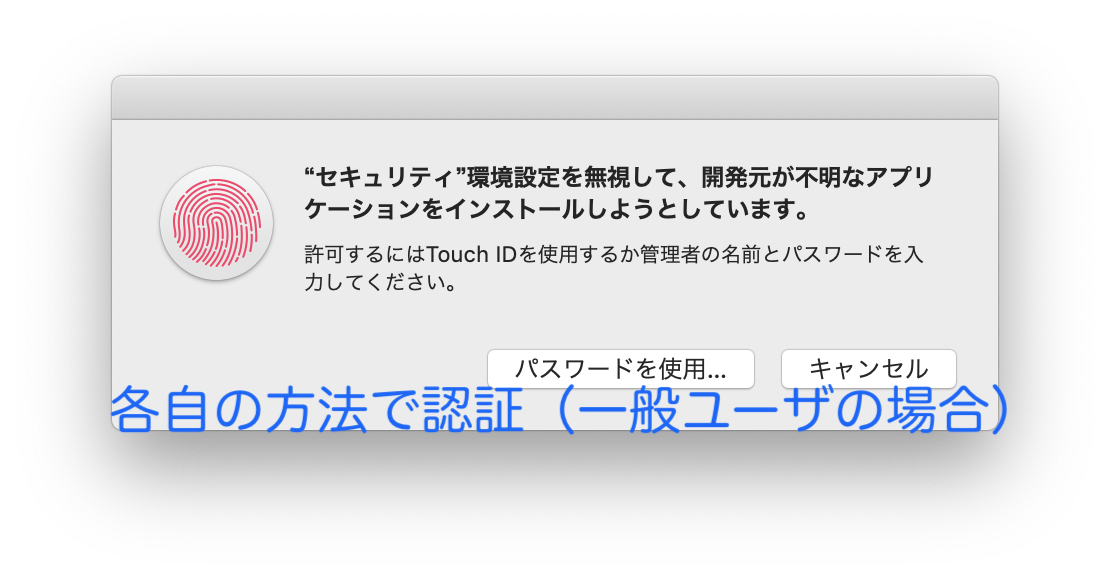 “セキュリティ”環境設定を無視して、開発元が不明なアプリ
ケーションをインストールしようとしています。
許可するにはTouch IDを使用するか管理者の名前とパスワードを入
力してください。
パスワードを使用... キャンセル
各自の方法で認証（一般ユーザの場合）